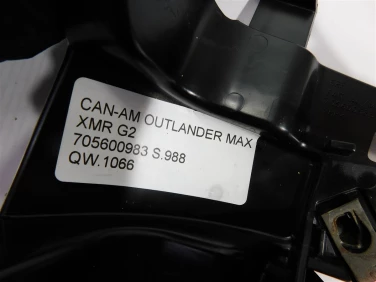 CAN-AM OUTLANDER MAX
XMR G2
705600983 S.988
QW.1066